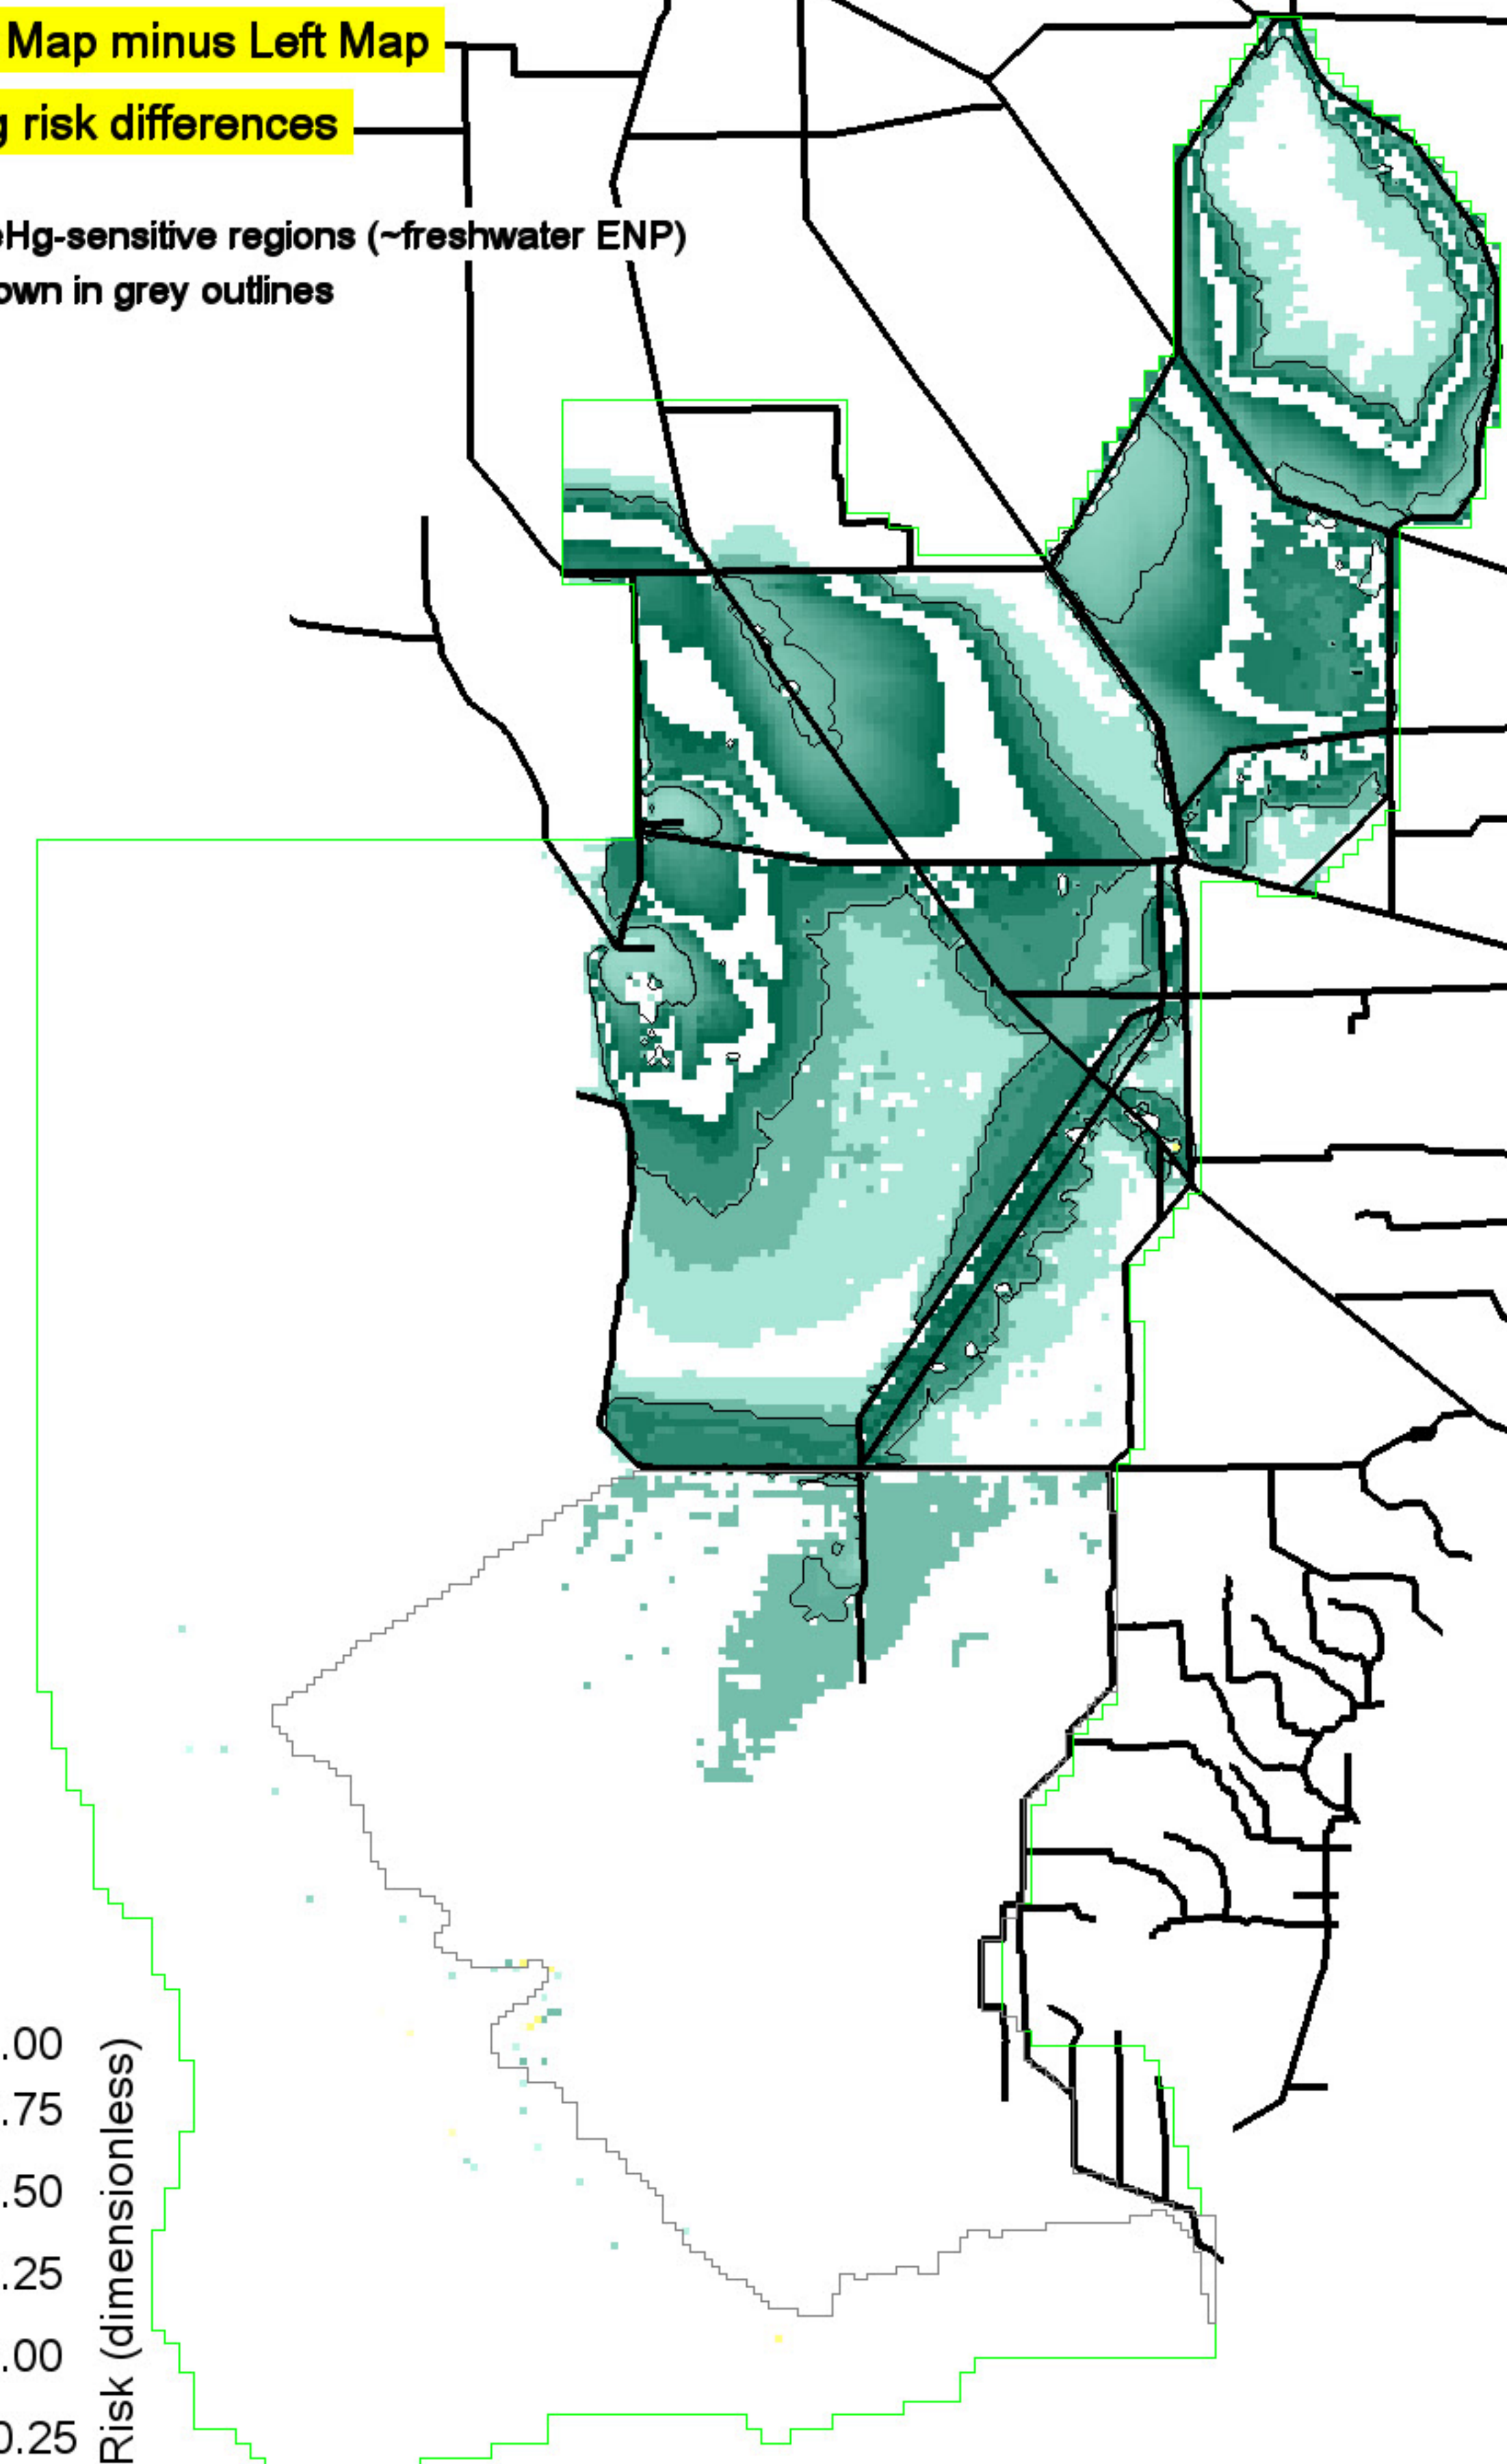 Map minus Left Map
g risk differences
eHg-sensitive regions (~freshwater ENP)
own in grey outlines
.00
.75
.50
.25
.00
0.25
Risk (dimensionless)